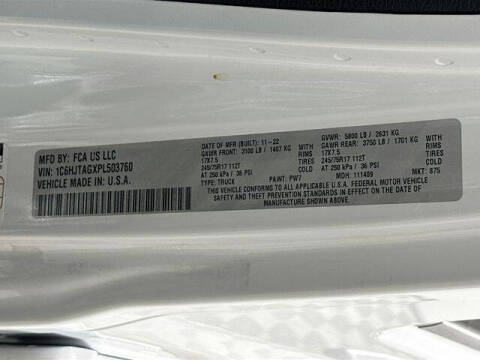 MFD BY: FCA US LLC
VIN: 1C6HJTAGXPL503760
VEHICLE MADE IN: U.S.A.
DATE OF MFR (BUILT): 11-22
GAWR FRONT: 3100 LB / 1407 KG WITH
17X7.5 RIMS
245/75R17 112T TIRES
AT 250 kPa / 36 PSI COLD
TYPE: TRUCK
GVWR: 5800 LB / 2631 KG
GAWR REAR: 3750 LB / 1701 KG WITH
17X7.5 RIMS
245/75R17 112T TIRES
AT 250 kPa / 36 PSI COLD
THIS VEHICLE CONFORMS TO ALL APPLICABLE U.S.A. FEDERAL MOTOR VEHICLE
SAFETY, BUMPER AND THEFT PREVENTION STANDARDS IN EFFECT ON THE DATE OF
MANUFACTURE SHOWN ABOVE.
PAINT: PW7 MDH: 111409 MKT: 875